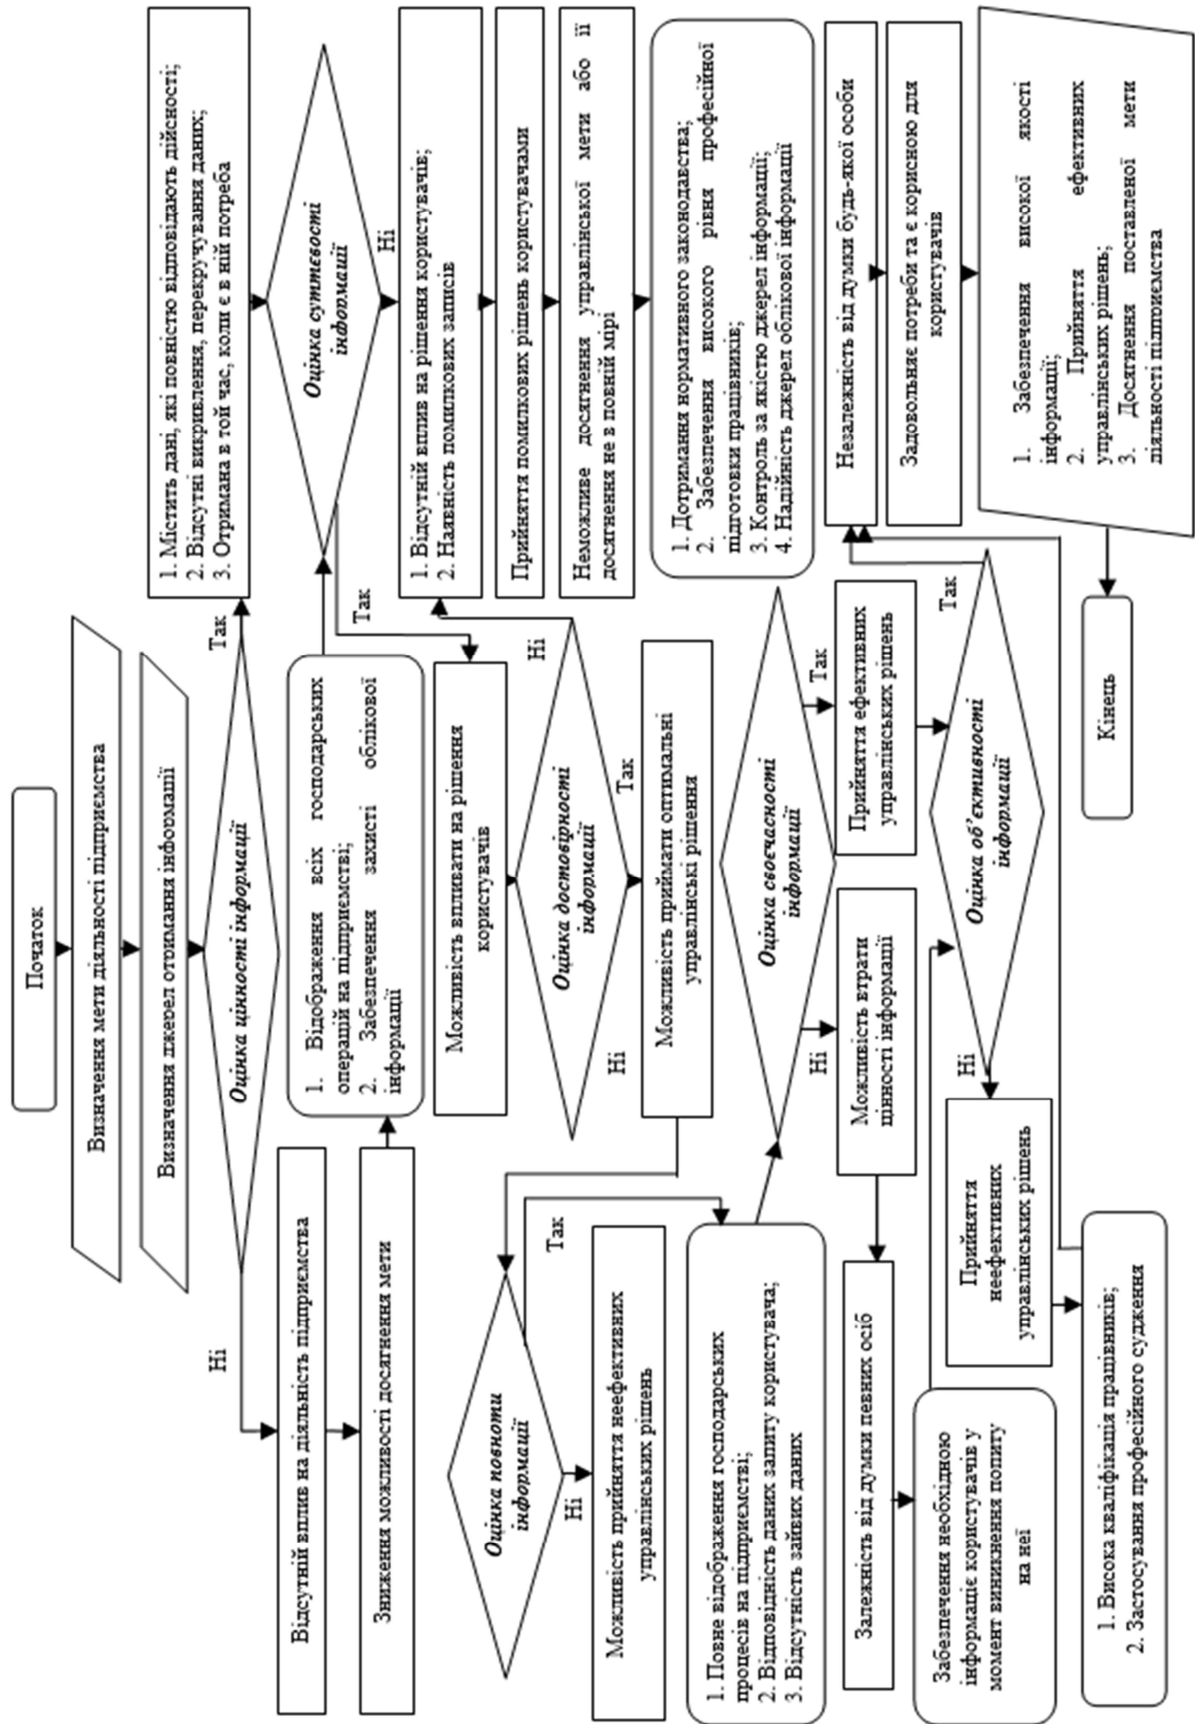 Початок
Визначення мети діяльності підприємства
Визначення джерел отримання інформації
Оцінка цінності інформації
Ні
Так
Відсутній вплив на діяльність підприємства
Зниження можливості досягнення мети
1. Відображення всіх господарських
операцій на підприємстві;
2. Забезпечення захисті облікової
інформації
1. Містить дані, які повністю відповідають дійсності;
2. Відсутні викривлення, перекручування даних;
3. Отримана в той час, коли є в ній потреба
Оцінка суттєвості
інформації
Ні
Так
1. Відсутній вплив на рішення користувачів;
2. Наявність помилкових записів
Прийняття помилкових рішень користувачами
Неможливе досягнення управлінської мети або її
досягнення не в повній мірі
1. Дотримання нормативного законодавства;
2. Забезпечення високого рівня професійної
підготовки працівників;
3. Контроль за якістю джерел інформації;
4. Надійність джерел облікової інформації
Можливість впливати на рішення
користувачів
Оцінка достовірності
інформації
Ні
Так
Ні
Можливість приймати оптимальні
управлінські рішення
Оцінка повноти
інформації
Так
Ні
Можливість прийняття неефективних
управлінських рішень
1. Повне відображення господарських
процесів на підприємстві;
2. Відповідність даних запиту користувача;
3. Відсутність зайвих даних
Оцінка своєчасності
інформації
Ні
Так
Можливість втрати
цінності інформації
Прийняття ефективних
управлінських рішень
Залежність від думки певних осіб
Забезпечення необхідною
інформаціє користувачів у
момент виникнення попиту
на неї
Оцінка об’єктивності
інформації
Ні
Так
Прийняття
неефективних
управлінських рішень
1. Висока кваліфікація працівників;
2. Застосування професійного судження
Незалежність від думки будь-якої особи
Задовольняє потреби та є корисною для
користувачів
1. Забезпечення високої якості
інформації;
2. Прийняття ефективних
управлінських рішень;
3. Досягнення поставленої мети
діяльності підприємства
Кінець